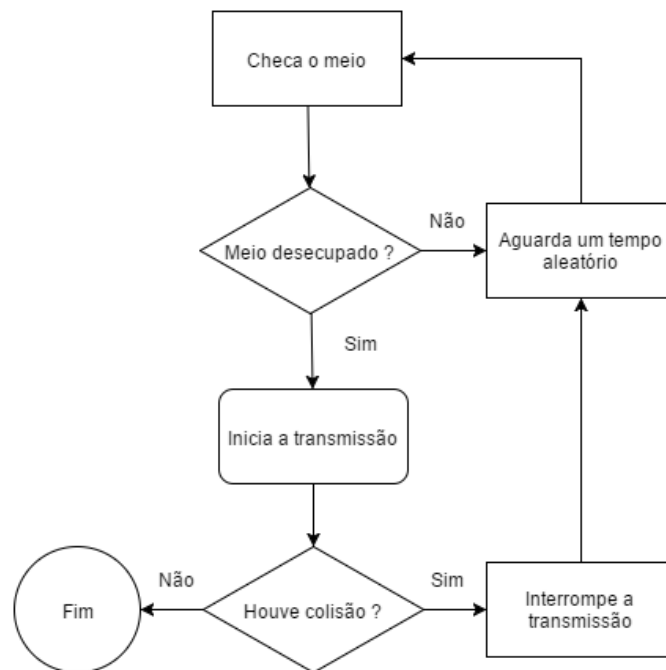 Checa o meio
Não
Meio desecupado ?
Aguarda um tempo
aleatório
Sim
Inicia a transmissão
Não
Sim
Fim
Houve colisão ?
Interrompe a
transmissão